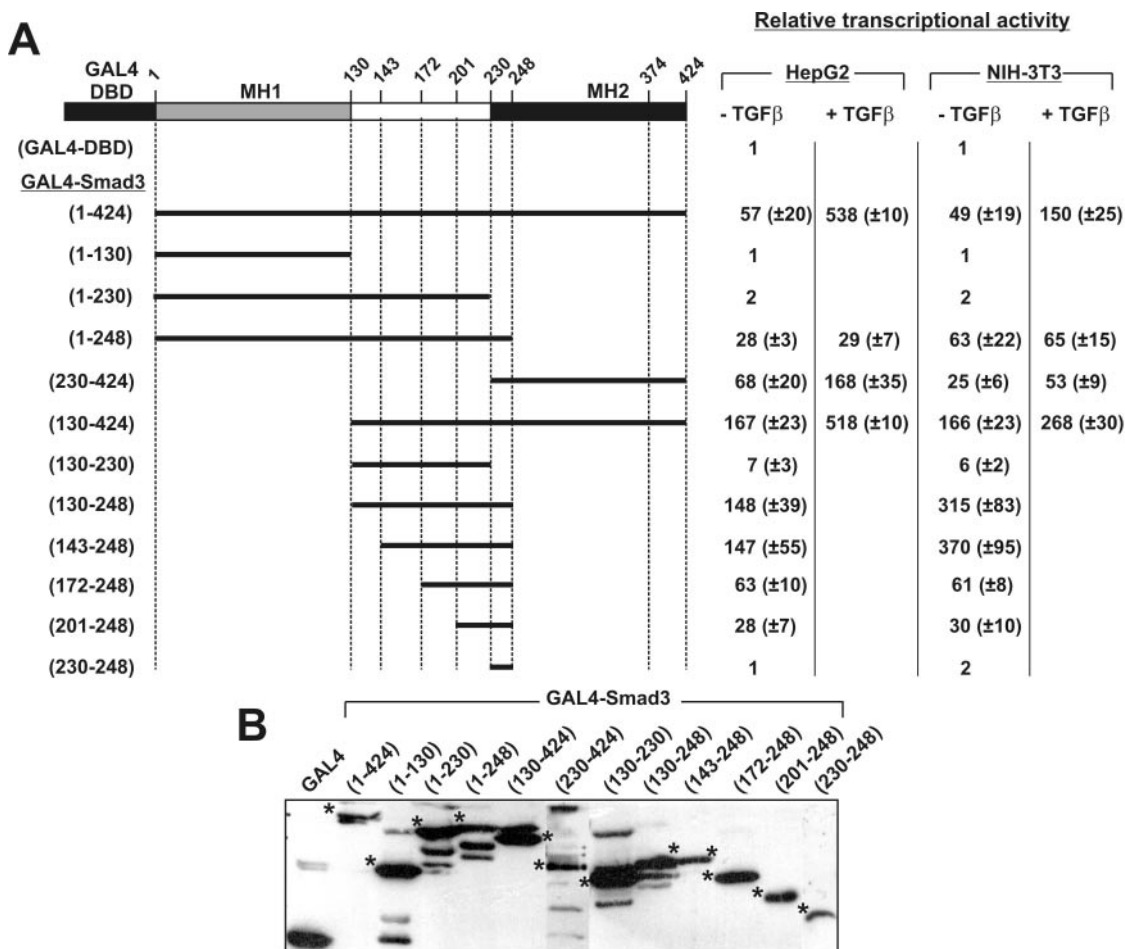 Relative transcriptional activity
A
HepG2 NIH-3T3
- TGFβ + TGFβ - TGFβ + TGFβ
GAL4 DBD 1 MH1 130 143 172 201 230 248 MH2 374 424
(GAL4-DBD) 1 1
GAL4-Smad3
(1-424) 57 (±20) 538 (±10) 49 (±19) 150 (±25)
(1-130) 1 1
(1-230) 2 2
(1-248) 28 (±3) 29 (±7) 63 (±22) 65 (±15)
(230-424) 68 (±20) 168 (±35) 25 (±6) 53 (±9)
(130-424) 167 (±23) 518 (±10) 166 (±23) 268 (±30)
(130-230) 7 (±3) 6 (±2)
(130-248) 148 (±39) 315 (±83)
(143-248) 147 (±55) 370 (±95)
(172-248) 63 (±10) 61 (±8)
(201-248) 28 (±7) 30 (±10)
(230-248) 1 2
B
GAL4-Smad3
GAL4 (1-424) (1-130) (1-230) (1-248) (130-424) (230-424) (130-230) (130-248) (143-248) (172-248) (201-248) (230-248)
* * * * * * * * * * * *